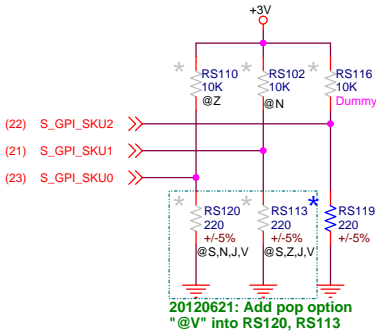 +3V
* RS110 * RS102 * RS116
10K 10K 10K
@Z @N Dummy
(22) S_GPI_SKU2
(21) S_GPI_SKU1
(23) S_GPI_SKU0
* RS120 * RS113 * RS119
220 220 220
+/-5% +/-5% +/-5%
@S,N,J,V @S,Z,J,V
20120621: Add pop option
"@V" into RS120, RS113